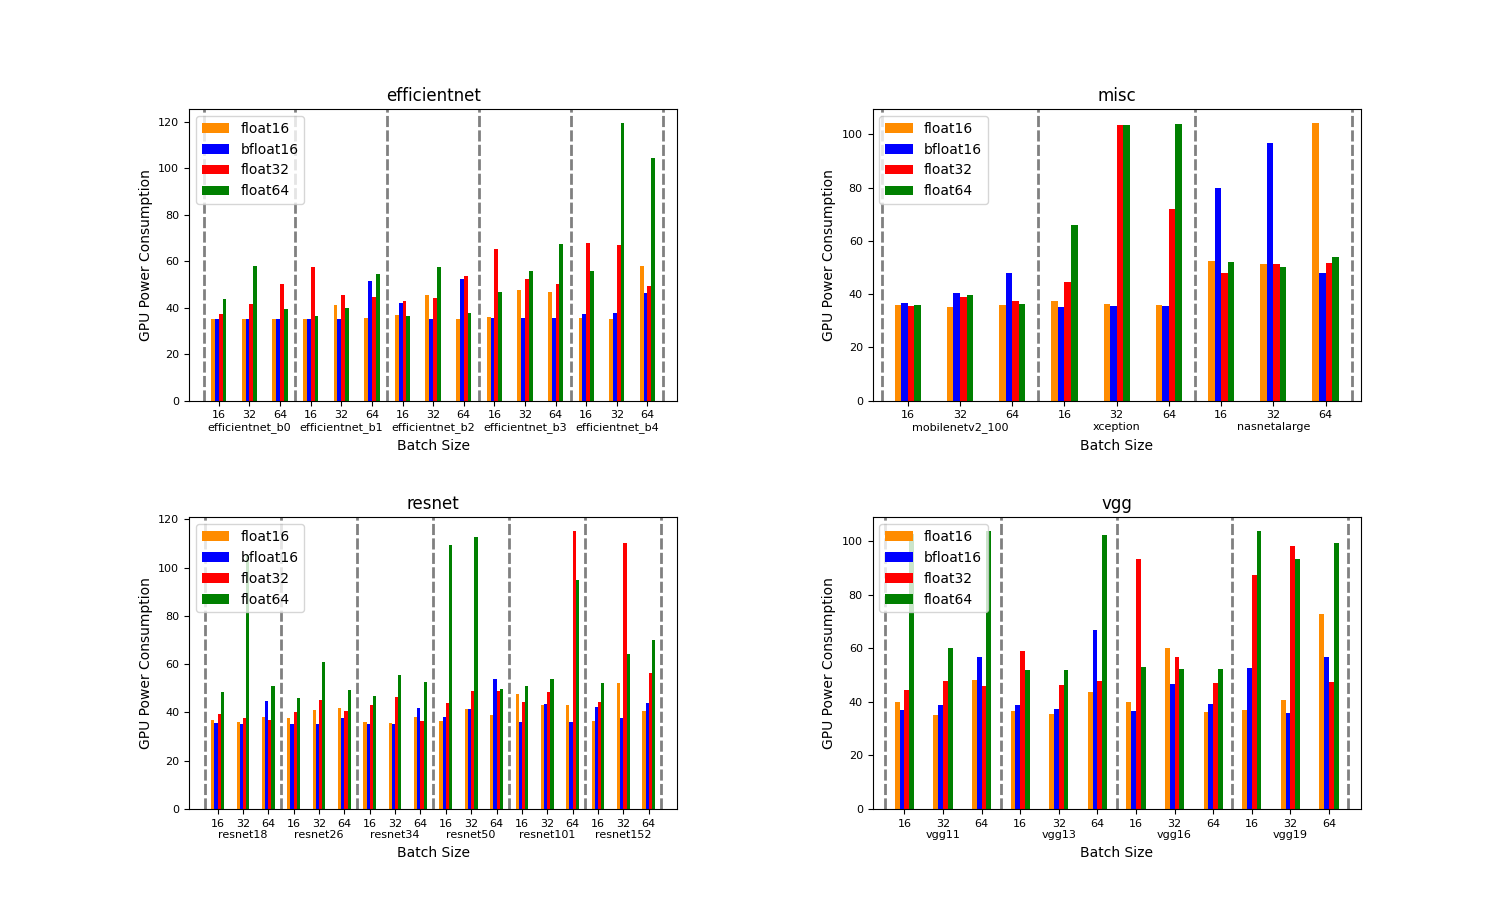 efficientnet
GPU Power Consumption
120
100
80
60
40
20
0
float16
bfloat16
float32
float64
16 32 64 16 32 64 16 32 64 16 32 64 16 32 64
efficientnet_b0 efficientnet_b1 efficientnet_b2 efficientnet_b3 efficientnet_b4
Batch Size
misc
GPU Power Consumption
100
80
60
40
20
0
float16
bfloat16
float32
float64
16 32 64 16 32 64 16 32 64
mobilenetv2_100 xception nasnetalarge
Batch Size
resnet
GPU Power Consumption
120
100
80
60
40
20
0
float16
bfloat16
float32
float64
16 32 64 16 32 64 16 32 64 16 32 64 16 32 64 16 32 64
resnet18 resnet26 resnet34 resnet50 resnet101 resnet152
Batch Size
vgg
GPU Power Consumption
100
80
60
40
20
0
float16
bfloat16
float32
float64
16 32 64 16 32 64 16 32 64 16 32 64
vgg11 vgg13 vgg16 vgg19
Batch Size